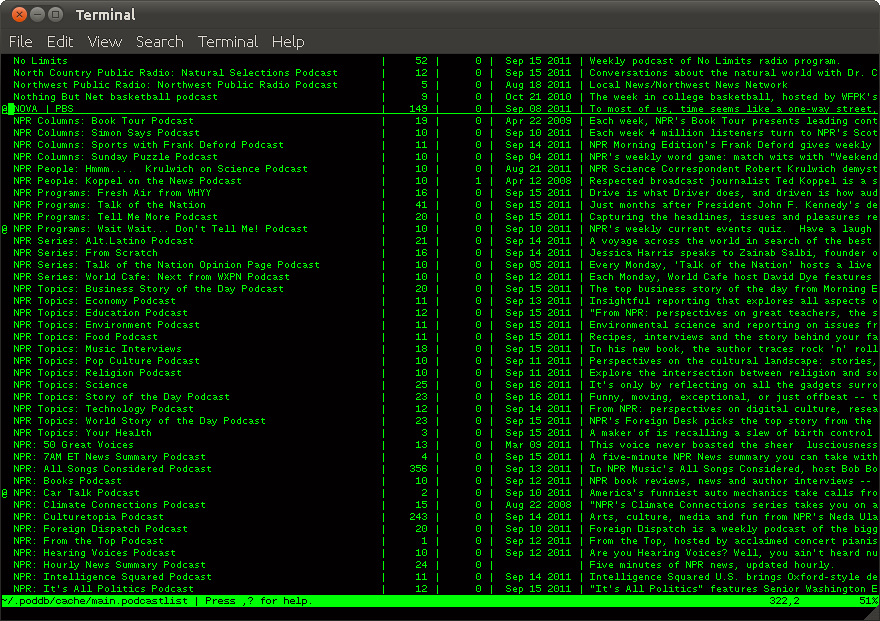 Terminal
File Edit View Search Terminal Help
No Limits | 52 | 0 | Sep 15 2011 | Weekly podcast of No Limits radio program.
North Country Public Radio: Natural Selections Podcast | 12 | 0 | Sep 15 2011 | Conversations about the natural world with Dr. C
Northwest Public Radio: Northwest Public Radio Podcast | 5 | 0 | Aug 18 2011 | Local News/Northwest News Network
Nothing But Net basketball podcast | 9 | 0 | Oct 21 2010 | The week in college basketball, hosted by WFPK's
@ NOVA | PBS | 149 | 0 | Sep 08 2011 | To most of us, time seems like a one-way street,
NPR Columns: Book Tour Podcast | 19 | 0 | Apr 22 2009 | Each week, NPR's Book Tour presents leading cont
NPR Columns: Simon Says Podcast | 10 | 0 | Sep 10 2011 | Each week 4 million listeners turn to NPR's Scot
NPR Columns: Sports with Frank Deford Podcast | 11 | 0 | Sep 14 2011 | NPR Morning Edition's Frank Deford gives weekly
NPR Columns: Sunday Puzzle Podcast | 10 | 0 | Sep 04 2011 | NPR's weekly word game: match wits with "Weekend
NPR People: Hmmm.... Krulwich on Science Podcast | 10 | 0 | Aug 21 2011 | NPR Science Correspondent Robert Krulwich demyst
NPR People: Koppel on the News Podcast | 10 | 1 | Apr 12 2008 | Respected broadcast journalist Ted Koppel is a s
NPR Programs: Fresh Air from WHYY | 16 | 0 | Sep 15 2011 | Drive is what Driver does, and driven is how aud
NPR Programs: Talk of the Nation | 41 | 0 | Sep 15 2011 | Just months after President John F. Kennedy's de
NPR Programs: Tell Me More Podcast | 20 | 0 | Sep 15 2011 | Capturing the headlines, issues and pleasures re
@ NPR Programs: Wait Wait... Don't Tell Me! Podcast | 10 | 0 | Sep 10 2011 | NPR's weekly current events quiz. Have a laugh
NPR Series: Alt.Latino Podcast | 21 | 0 | Sep 14 2011 | A voyage across the world in search of the best
NPR Series: From Scratch | 16 | 0 | Sep 14 2011 | Jessica Harris speaks to Zainab Salbi, founder o
NPR Series: Talk of the Nation Opinion Page Podcast | 10 | 0 | Sep 05 2011 | Every Monday, 'Talk of the Nation' hosts a live
NPR Series: World Cafe: Next from WXPN Podcast | 10 | 0 | Sep 12 2011 | Each Monday, World Cafe host David Dye features
NPR Topics: Business Story of the Day Podcast | 20 | 0 | Sep 15 2011 | The top business story of the day from Morning E
NPR Topics: Economy Podcast | 11 | 0 | Sep 13 2011 | Insightful reporting that explores all aspects o
NPR Topics: Education Podcast | 12 | 0 | Sep 15 2011 | "From NPR: perspectives on great teachers, the s
NPR Topics: Environment Podcast | 11 | 0 | Sep 15 2011 | Environmental science and reporting on issues fr
NPR Topics: Food Podcast | 11 | 0 | Sep 15 2011 | Recipes, interviews and the story behind your fa
NPR Topics: Music Interviews | 18 | 0 | Sep 15 2011 | In his new book, the author traces rock 'n' roll
NPR Topics: Pop Culture Podcast | 10 | 0 | Sep 11 2011 | Perspectives on the cultural landscape: stories,
NPR Topics: Religion Podcast | 10 | 0 | Sep 11 2011 | Explore the intersection between religion and so
NPR Topics: Science | 25 | 0 | Sep 16 2011 | It's only by reflecting on all the gadgets surro
NPR Topics: Story of the Day Podcast | 23 | 0 | Sep 16 2011 | Funny, moving, exceptional, or just offbeat -- t
NPR Topics: Technology Podcast | 12 | 0 | Sep 14 2011 | From NPR: perspectives on digital culture, resea
NPR Topics: World Story of the Day Podcast | 23 | 0 | Sep 15 2011 | NPR's Foreign Desk picks the top story from the
NPR Topics: Your Health | 3 | 0 | Sep 15 2011 | A maker of is recalling a slew of birth control
NPR: 50 Great Voices | 13 | 0 | Mar 09 2011 | This voice never boasted the sheer lusciousness
NPR: 7AM ET News Summary Podcast | 4 | 0 | Sep 15 2011 | A five-minute NPR News summary you can take with
NPR: All Songs Considered Podcast | 356 | 0 | Sep 13 2011 | In NPR Music's All Songs Considered, host Bob Bo
NPR: Books Podcast | 10 | 0 | Sep 12 2011 | NPR book reviews, news and author interviews --
@ NPR: Car Talk Podcast | 2 | 0 | Sep 10 2011 | America's funniest auto mechanics take calls fro
NPR: Climate Connections Podcast | 15 | 0 | Aug 22 2008 | "NPR's Climate Connections series takes you on a
NPR: Culturetopia Podcast | 243 | 0 | Sep 14 2011 | Arts, culture, media and fun from NPR's Neda Ula
NPR: Foreign Dispatch Podcast | 20 | 0 | Sep 10 2011 | Foreign Dispatch is a weekly podcast of the bigg
NPR: From the Top Podcast | 1 | 0 | Sep 12 2011 | From the Top, hosted by acclaimed concert pianis
NPR: Hearing Voices Podcast | 10 | 0 | Sep 12 2011 | Are you Hearing Voices? Well, you ain't heard nu
NPR: Hourly News Summary Podcast | 24 | 0 | | Five minutes of NPR news, updated hourly.
NPR: Intelligence Squared Podcast | 11 | 0 | Sep 14 2011 | Intelligence Squared U.S. brings Oxford-style de
NPR: It's All Politics Podcast | 12 | 0 | Sep 15 2011 | "It's All Politics" features Senior Washington E
~/.poddb/cache/main.podcastlist | Press ,? for help. 322,2 51%